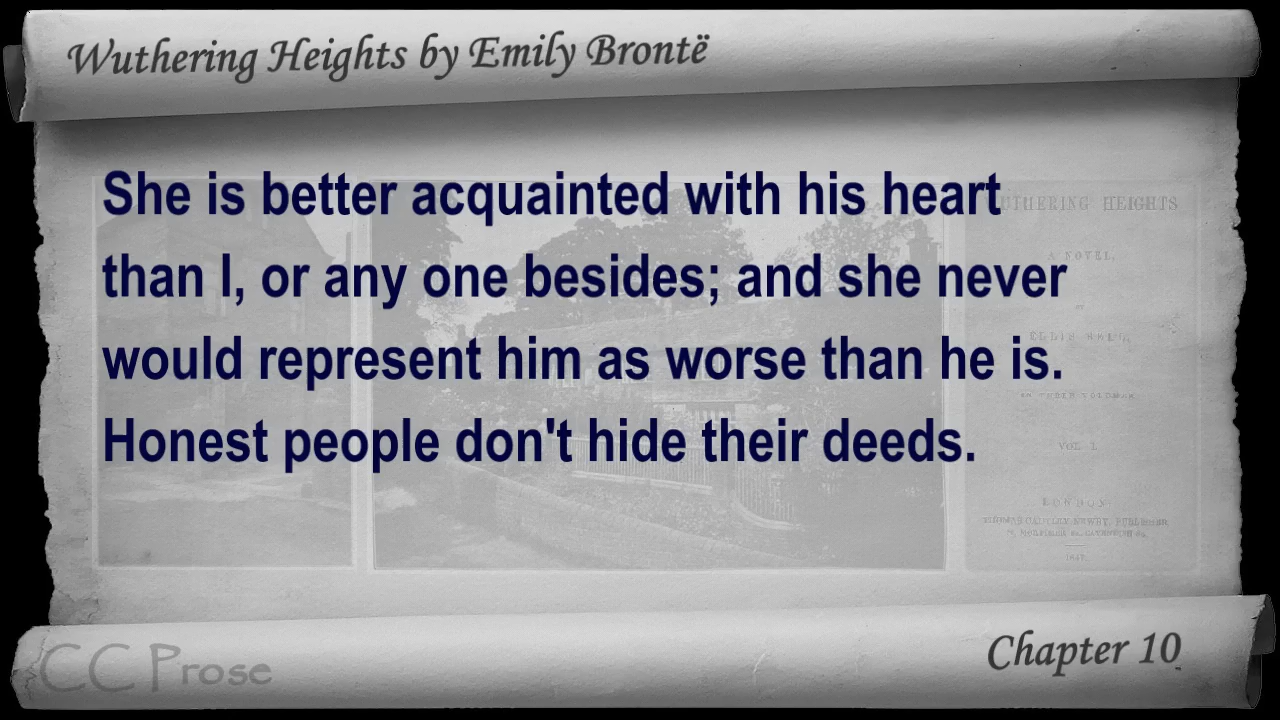 Wuthering Heights by Emily Brontë
She is better acquainted with his heart
than I, or any one besides; and she never
would represent him as worse than he is.
Honest people don't hide their deeds.
WUTHERING HEIGHTS
A NOVEL,
VOL. I.
LONDON:
1847.
CC Prose
Chapter 10